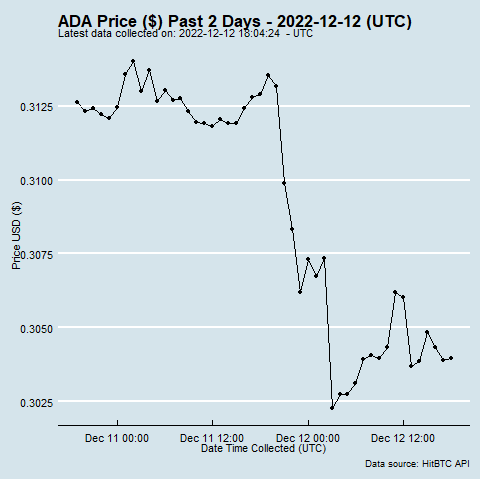 ADA Price ($) Past 2 Days - 2022-12-12 (UTC)
Latest data collected on: 2022-12-12 18:04:24 - UTC
Price USD ($)
0.3125
0.3100
0.3075
0.3050
0.3025
Dec 11 00:00 Dec 11 12:00 Dec 12 00:00 Dec 12 12:00
Date Time Collected (UTC)
Data source: HitBTC API